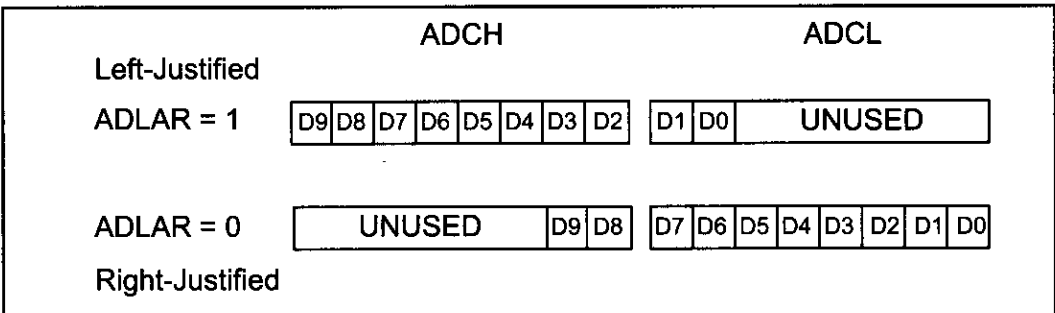 ADCH ADCL
Left-Justified
ADLAR = 1 D9 D8 D7 D6 D5 D4 D3 D2 D1 D0 UNUSED
ADLAR = 0 UNUSED D9 D8 D7 D6 D5 D4 D3 D2 D1 D0
Right-Justified